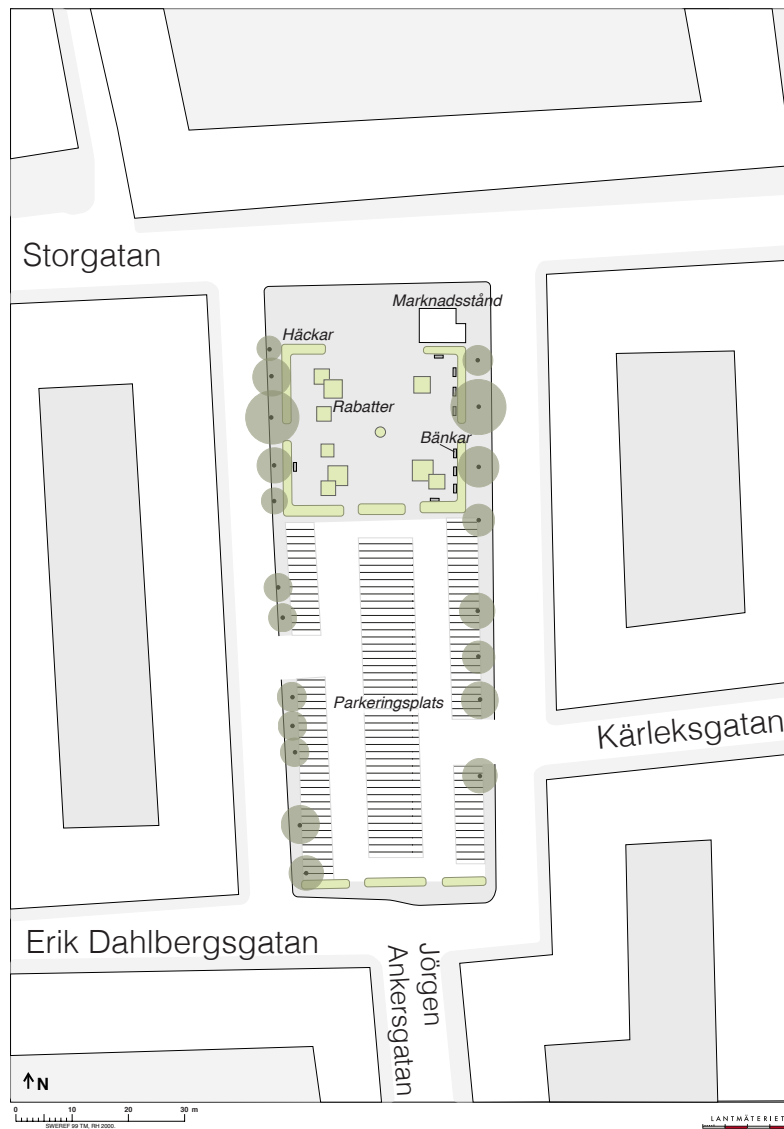 Storgatan
Marknadsstånd
Häckar
Rabatter
Bänkar
Parkeringsplats
Kärleksgatan
Erik Dahlbergsgatan
Jörgen
Ankersgatan
N
0 10 20 30 m
SWEREF 99 TM, RH 2000.
LANTMÄTERIET